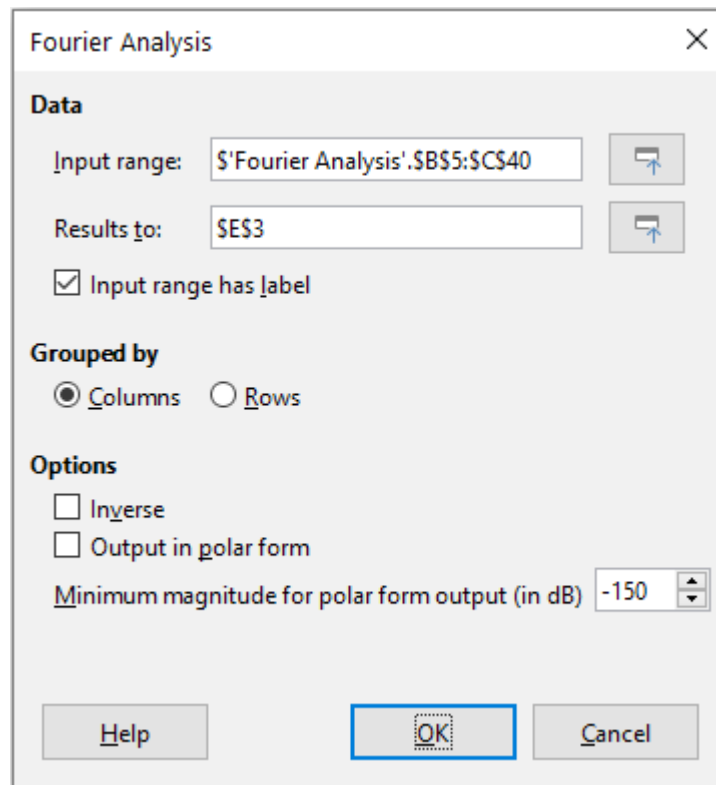 Fourier Analysis
Data
Input range: $'Fourier Analysis'.$B$5:$C$40
Results to: $E$3
Input range has label
Grouped by
Columns Rows
Options
Inverse
Output in polar form
Minimum magnitude for polar form output (in dB) -150
Help OK Cancel